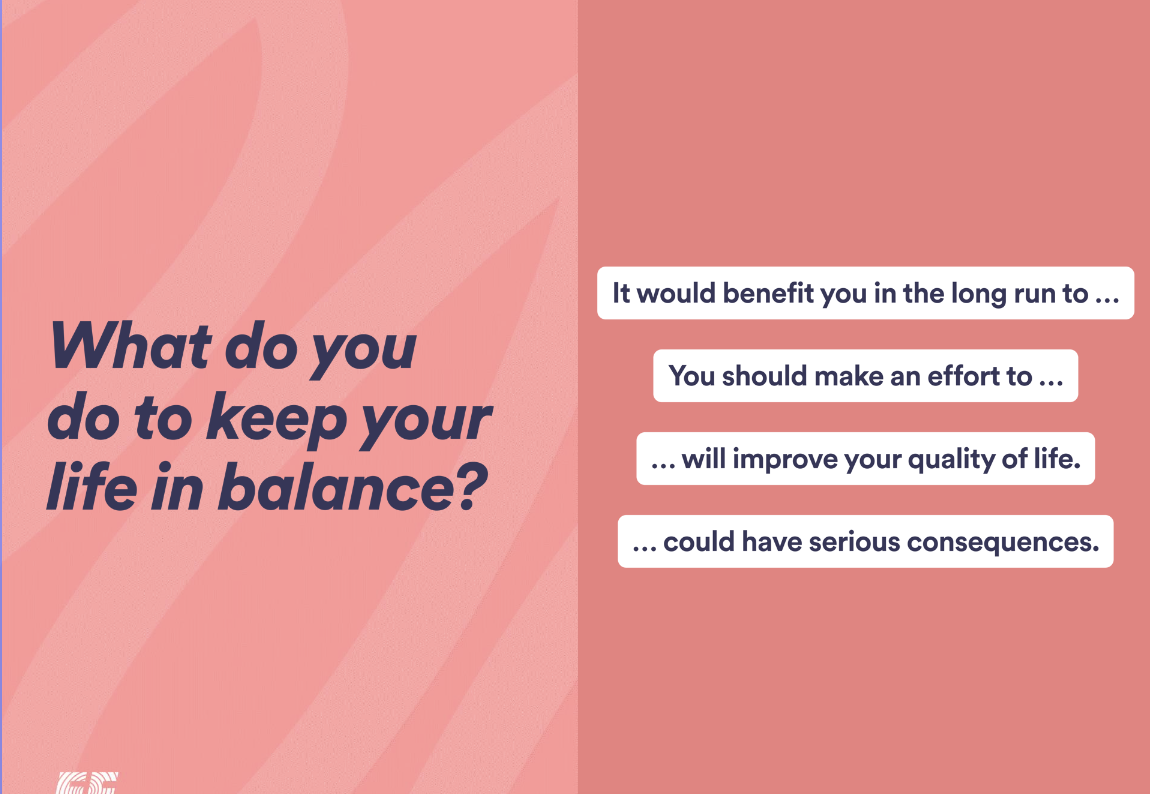 What do you
do to keep your
life in balance?
It would benefit you in the long run to ...
You should make an effort to ...
... will improve your quality of life.
... could have serious consequences.
EF